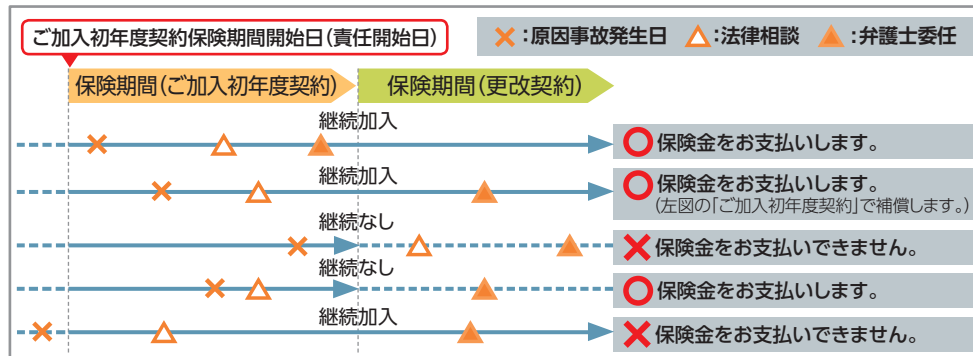 ご加入初年度契約保険期間開始日(責任開始日)
×:原因事故発生日 △:法律相談 ▲:弁護士委任
保険期間(ご加入初年度契約) 保険期間(更改契約)
継続加入
保険金をお支払いします。
継続加入
保険金をお支払いします。
(左図の「ご加入初年度契約」で補償します。)
継続なし
保険金をお支払いできません。
継続なし
保険金をお支払いします。
継続加入
保険金をお支払いできません。